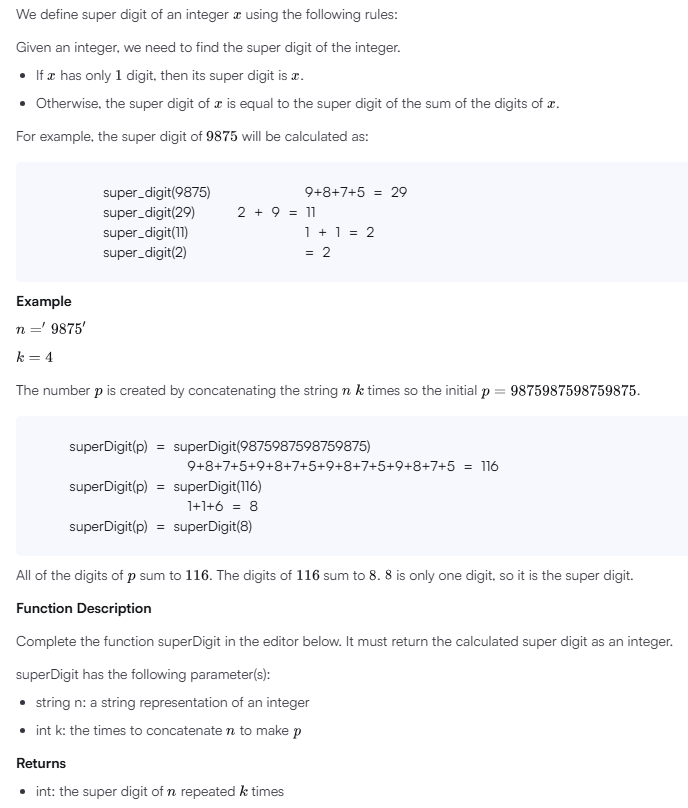 We define super digit of an integer x using the following rules:
Given an integer, we need to find the super digit of the integer.
• If x has only 1 digit, then its super digit is x.
• Otherwise, the super digit of x is equal to the super digit of the sum of the digits of x.
For example, the super digit of 9875 will be calculated as:
super_digit(9875) 9+8+7+5 = 29
super_digit(29) 2 + 9 = 11
super_digit(11) 1 + 1 = 2
super_digit(2) = 2
Example
n =' 9875'
k = 4
The number p is created by concatenating the string n k times so the initial p = 9875987598759875.
superDigit(p) = superDigit(9875987598759875)
9+8+7+5+9+8+7+5+9+8+7+5+9+8+7+5 = 116
superDigit(p) = superDigit(116)
1+1+6 = 8
superDigit(p) = superDigit(8)
All of the digits of p sum to 116. The digits of 116 sum to 8. 8 is only one digit, so it is the super digit.
Function Description
Complete the function superDigit in the editor below. It must return the calculated super digit as an integer.
superDigit has the following parameter(s):
• string n: a string representation of an integer
• int k: the times to concatenate n to make p
Returns
• int: the super digit of n repeated k times